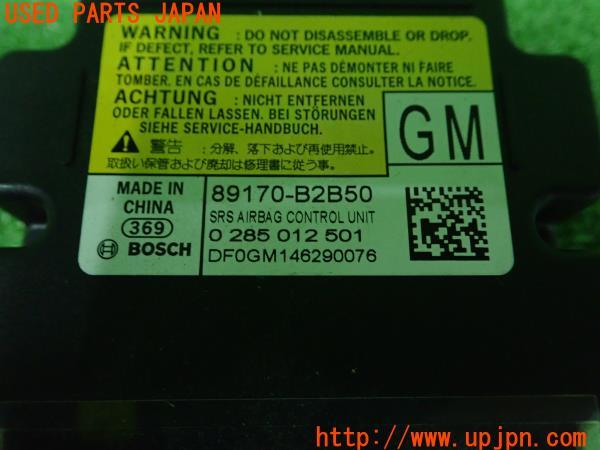 USED PARTS JAPAN
WARNING : DO NOT DISASSEMBLE OR DROP.
IF DEFECT, REFER TO SERVICE MANUAL.
ATTENTION : NE PAS DÉMONTER NI FAIRE
TOMBER. EN CAS DE DÉFAILLANCE CONSULTER LA NOTICE.
ACHTUNG : NICHT ENTFERNEN
ODER FALLEN LASSEN. BEI STÖRUNGEN
SIEHE SERVICE-HANDBUCH.
警告 : 分解、落下および再使用禁止。
取扱い保管および廃却は修理書に従う事。
GM
MADE IN
CHINA
369
BOSCH
89170-B2B50
SRS AIRBAG CONTROL UNIT
0 285 012 501
DF0GM146290076
UPJ http://www.upjpn.com